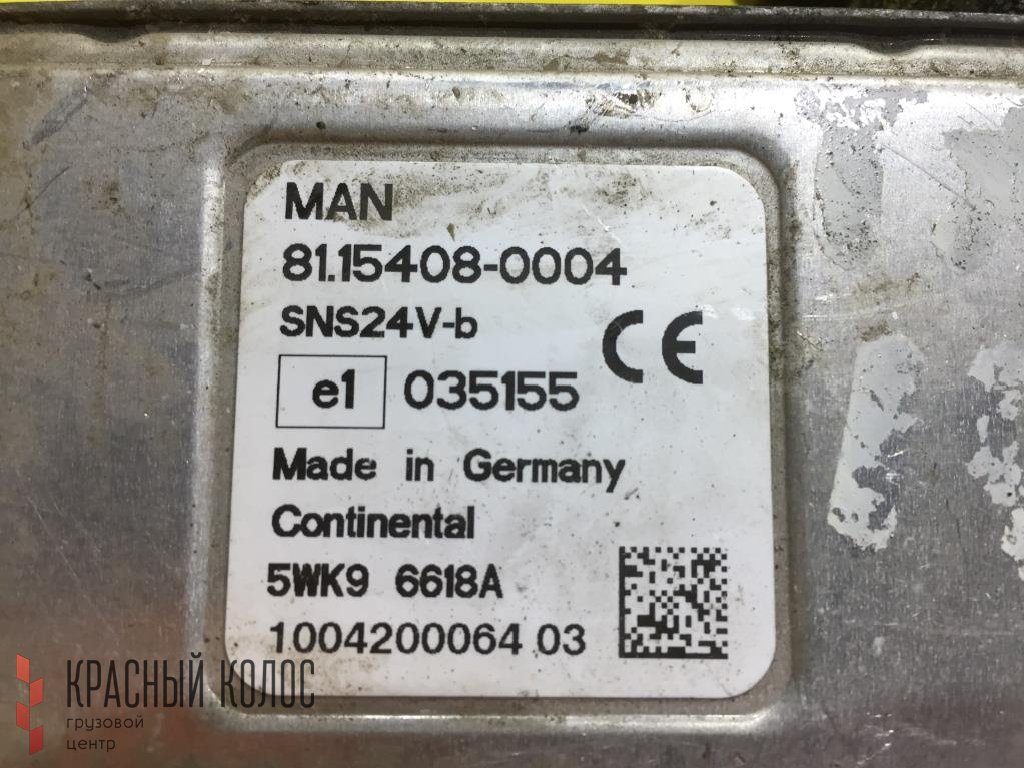 MAN
81.15408-0004
SNS24V-b
CE
e1 035155
Made in Germany
Continental
5WK9 6618A
1004200064 03
КРАСНЫЙ КОЛОС
грузовой
центр